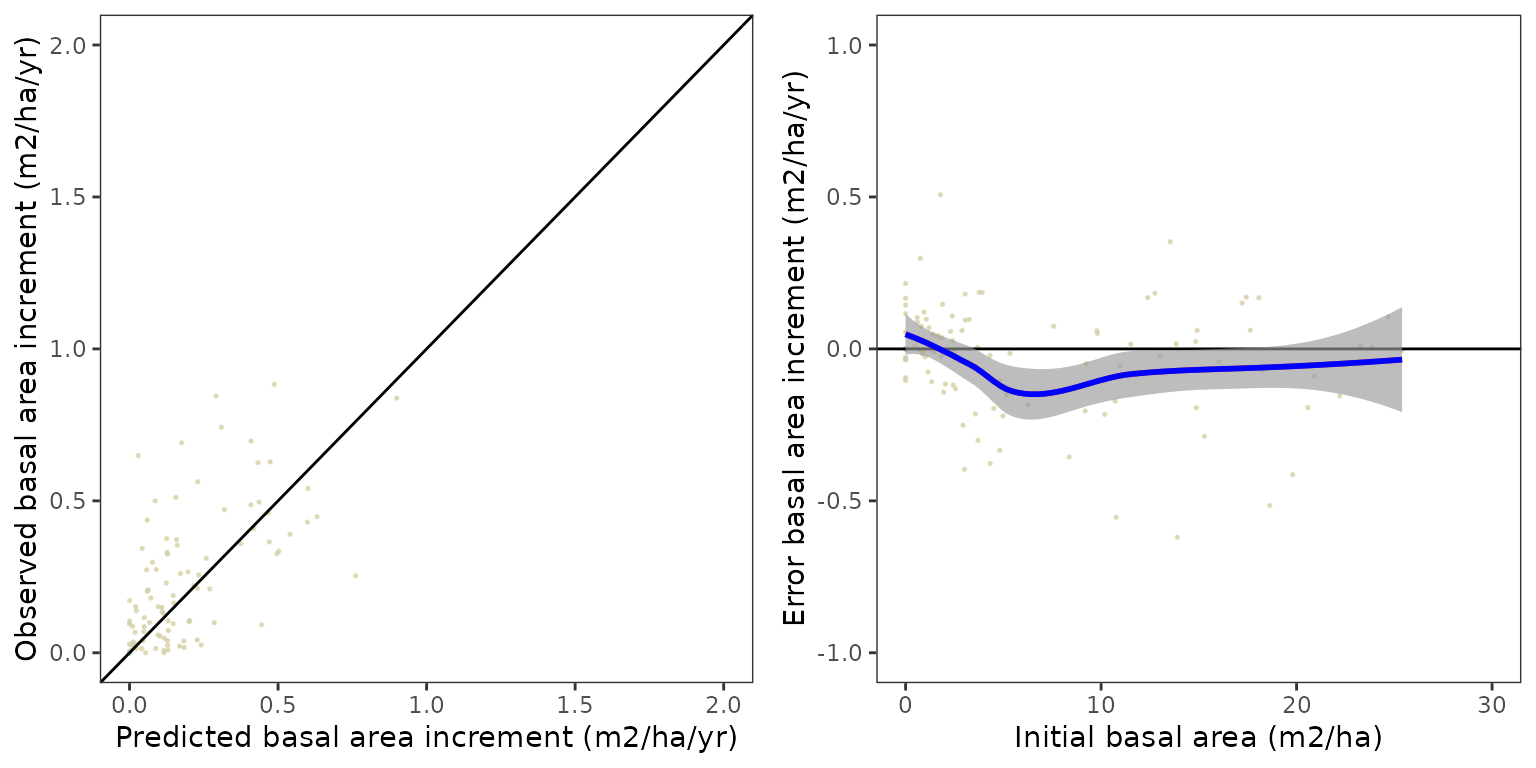 Observed basal area increment (m2/ha/yr)
2.0
1.5
1.0
0.5
0.0
0.0 0.5 1.0 1.5 2.0
Predicted basal area increment (m2/ha/yr)
Error basal area increment (m2/ha/yr)
1.0
0.5
0.0
-0.5
-1.0
0 10 20 30
Initial basal area (m2/ha)